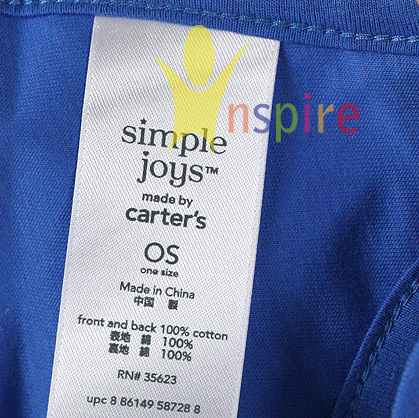 nspire
simple
joys™
made by
carter's
OS
one size
Made in China
中国 製
front and back 100% cotton
表地 綿 100%
裏地 綿 100%
RN# 35623
upc 8 86149 58728 8